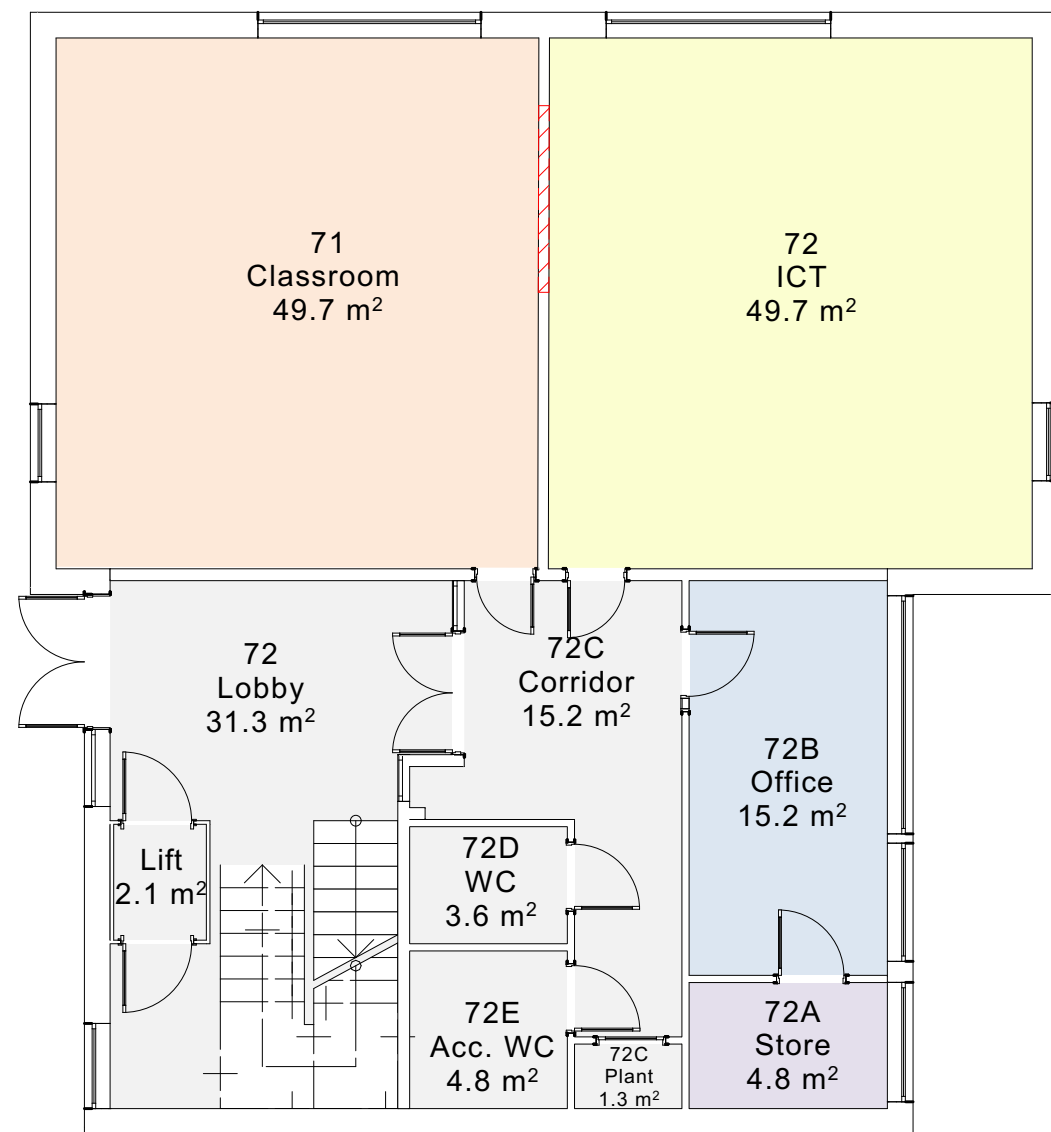 71
Classroom
49.7 m²
72
ICT
49.7 m²
72
Lobby
31.3 m²
72C
Corridor
15.2 m²
72B
Office
15.2 m²
Lift
2.1 m²
72D
WC
3.6 m²
72E
Acc. WC
4.8 m²
72C
Plant
1.3 m²
72A
Store
4.8 m²